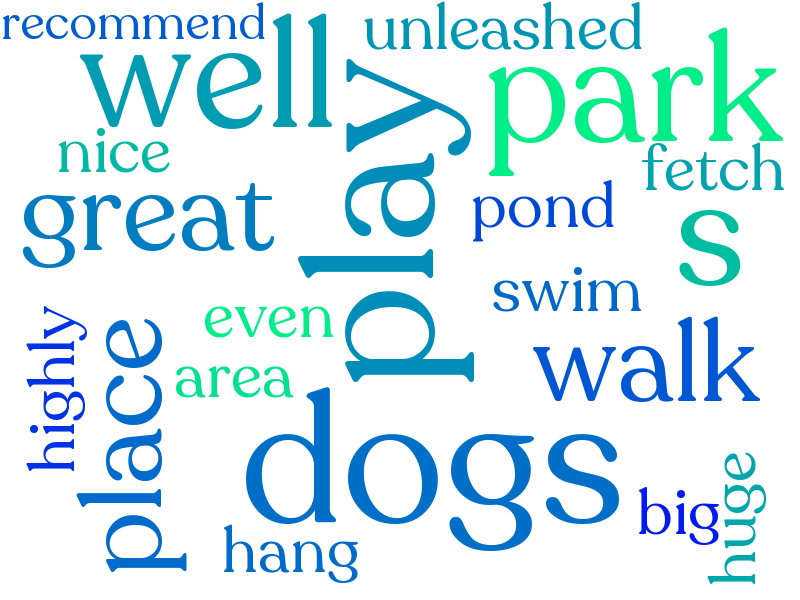 recommend
unleashed
well
park
play
nice
fetch
great
pond
s
swim
even
highly
place
walk
area
dogs
big
huge
hang